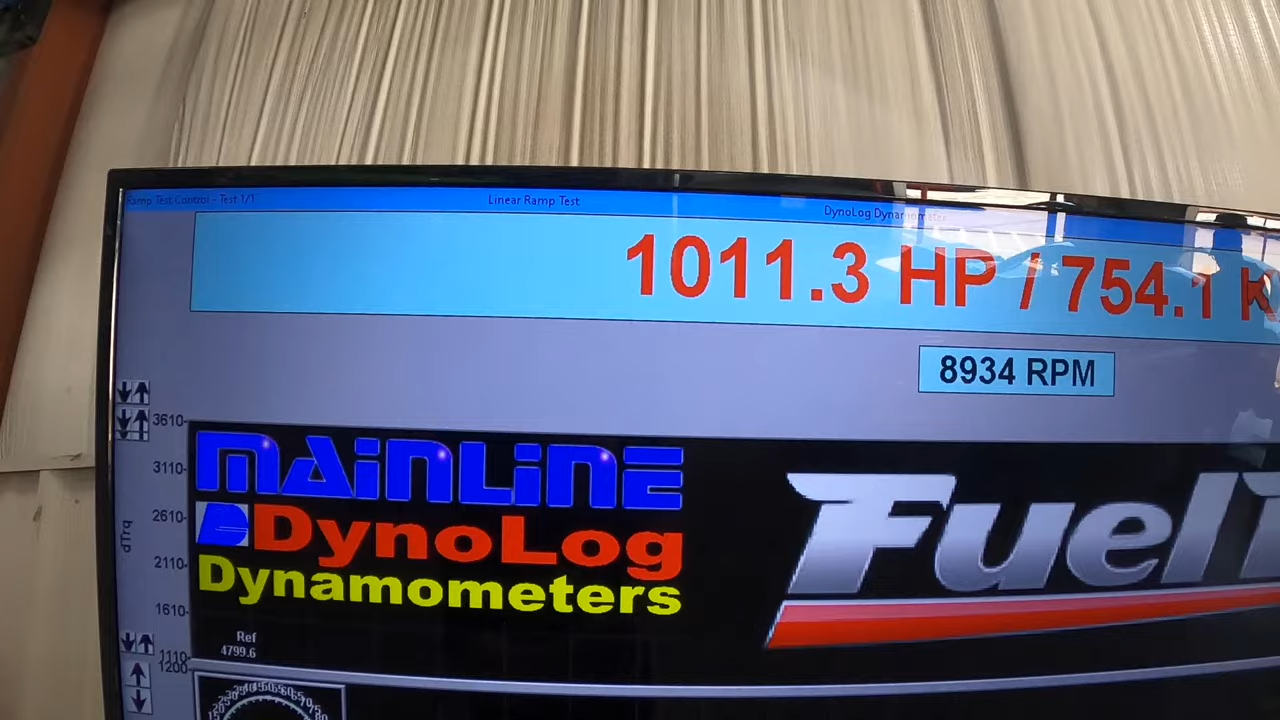 Ramp Test Control - Test 1/1
Linear Ramp Test
DynoLog Dynamometer
1011.3 HP / 754.1 K
8934 RPM
3610
3110
2610
2110
1610
1110
1200
dTrq
MAiNLiNE
DynoLog
Dynamometers
Fuel
Ref
4799.6